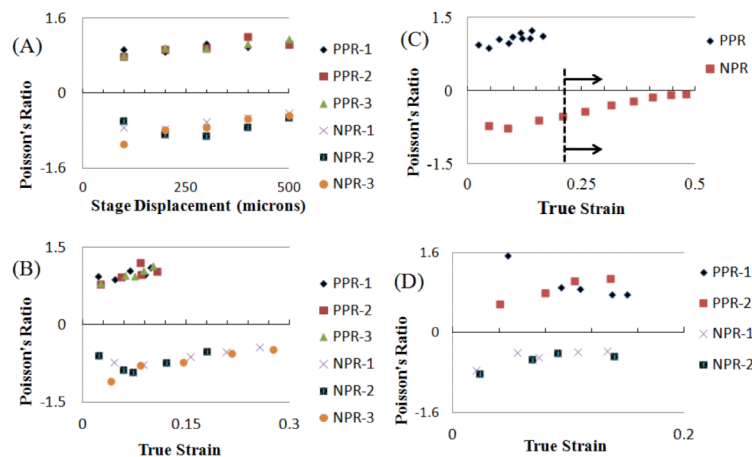 (A)
1.6
0
-1.6
Poisson's Ratio
0
250
500
Stage Displacement (microns)
PPR-1
PPR-2
PPR-3
NPR-1
NPR-2
NPR-3
(C)
1.5
0
-1.5
Poisson's Ratio
0
0.25
0.5
True Strain
PPR
NPR
(B)
1.5
0
-1.5
Poisson's Ratio
0
0.3
True Strain
PPR-1
PPR-2
PPR-3
NPR-1
NPR-2
NPR-3
(D)
1.6
0
-1.6
Poisson's Ratio
0
0.2
True Strain
PPR-1
PPR-2
NPR-1
NPR-2